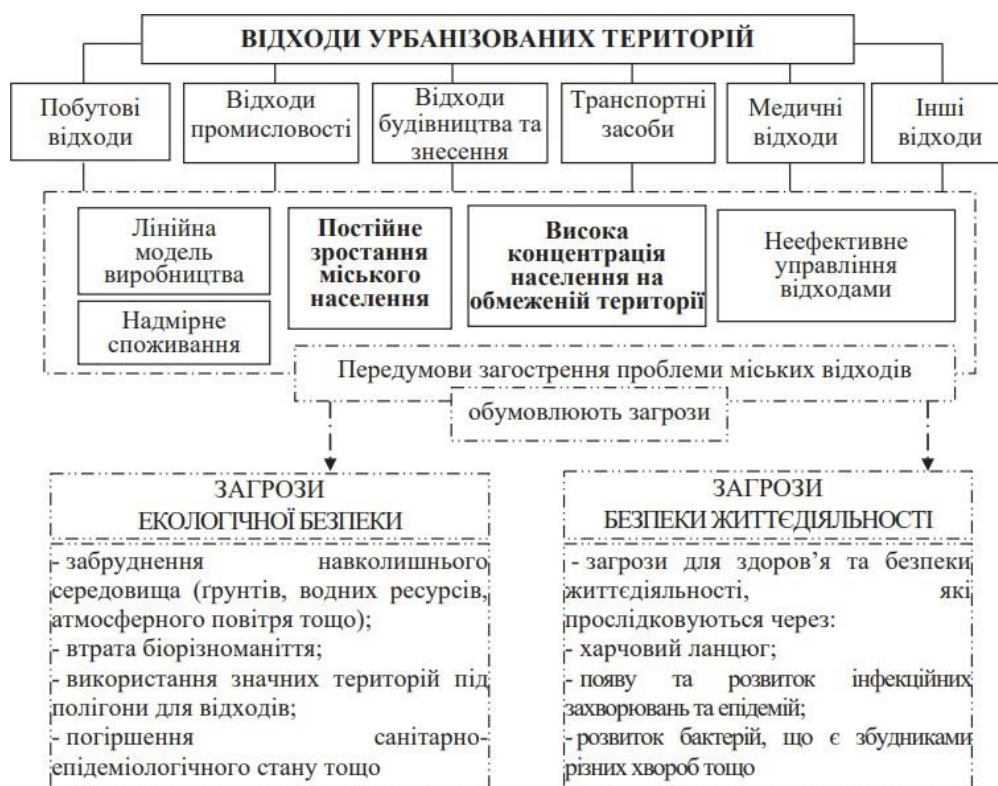 ВІДХОДИ УРБАНІЗОВАНИХ ТЕРИТОРІЙ
Побутові
відходи
Відходи
промисловості
Відходи
будівництва та
знесення
Транспортні
засоби
Медичні
відходи
Інші
відходи
Лінійна
модель
виробництва
Надмірне
споживання
Постійне
зростання
міського
населення
Висока
концентрація
населення на
обмеженій території
Неефективне
управління
відходами
Передумови загострення проблеми міських відходів
обумовлюють загрози
ЗАГРОЗИ
ЕКОЛОГІЧНОЇ БЕЗПЕКИ
- забруднення навколишнього
середовища (ґрунтів, водних ресурсів,
атмосферного повітря тощо);
- втрата біорізноманіття;
- використання значних територій під
полігони для відходів;
- погіршення санітарно-
епідеміологічного стану тощо
ЗАГРОЗИ
БЕЗПЕКИ ЖИТТЄДІЯЛЬНОСТІ
- загрози для здоров’я та безпеки
життєдіяльності, які
прослідковуються через:
- харчовий ланцюг;
- появу та розвиток інфекційних
захворювань та епідемій;
- розвиток бактерій, що є збудниками
різних хвороб тощо